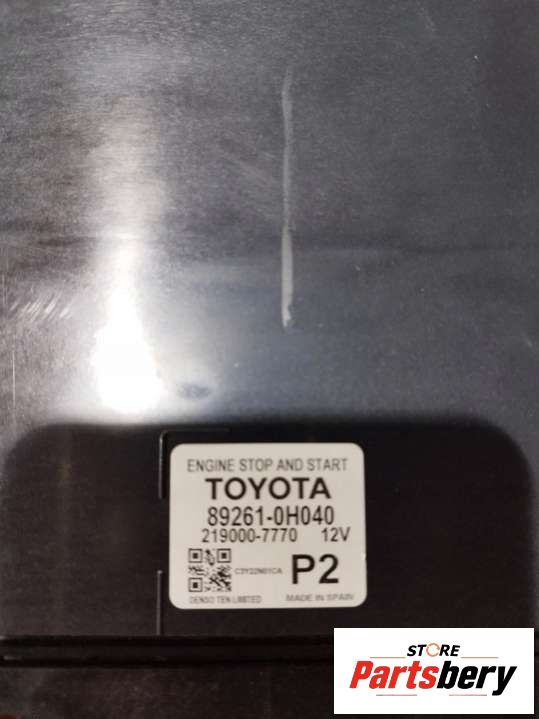 ENGINE STOP AND START
TOYOTA
89261-0H040
219000-7770 12V
C3Y22N01CA
P2
DENSO TEN LIMITED
MADE IN SPAIN
STORE
Partsbery